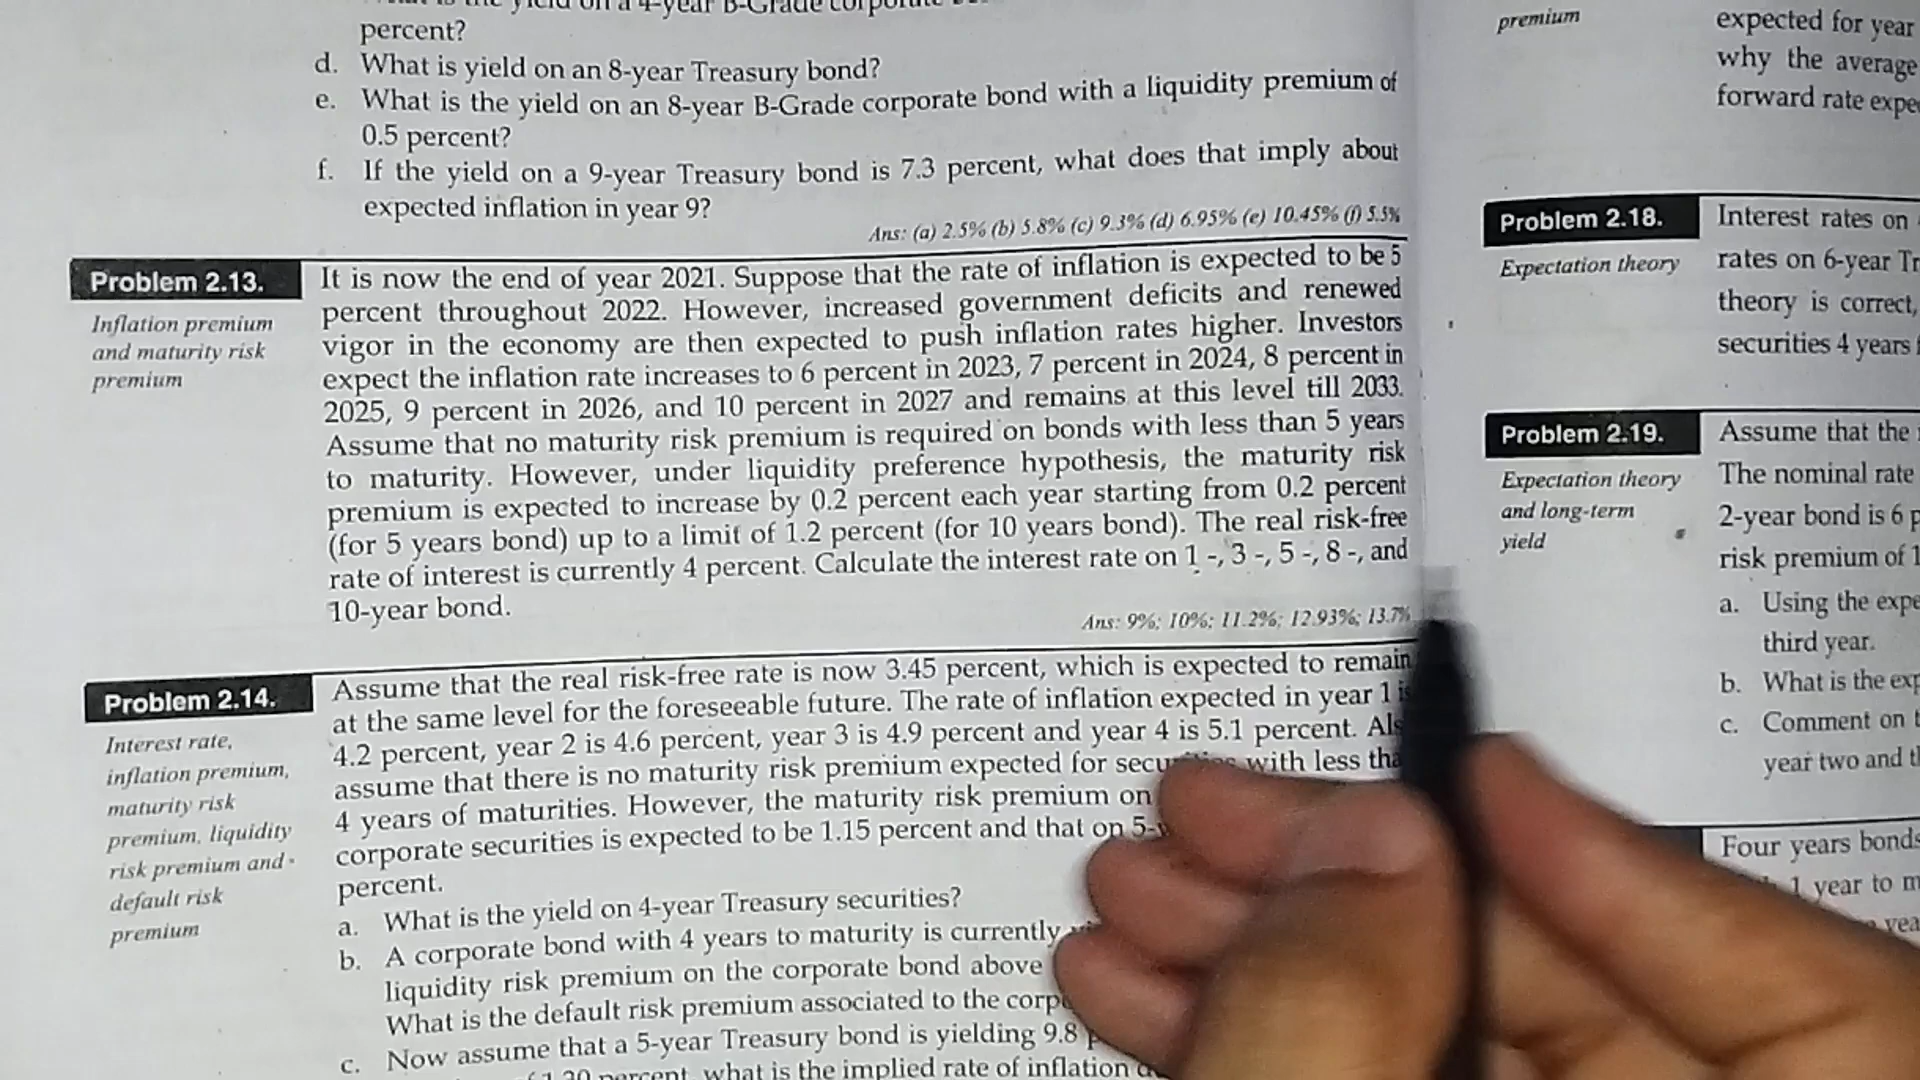 is the yield on a 4-year B-Grade
percent?
d. What is yield on an 8-year Treasury bond?
e. What is the yield on an 8-year B-Grade corporate bond with a liquidity premium of
0.5 percent?
f. If the yield on a 9-year Treasury bond is 7.3 percent, what does that imply about
expected inflation in year 9?
Ans: (a) 2.5% (b) 5.8% (c) 9.3% (d) 6.95% (e) 10.45% (f) 5.5%
Problem 2.13.
Inflation premium
and maturity risk
premium
It is now the end of year 2021. Suppose that the rate of inflation is expected to be 5
percent throughout 2022. However, increased government deficits and renewed
vigor in the economy are then expected to push inflation rates higher. Investors
expect the inflation rate increases to 6 percent in 2023, 7 percent in 2024, 8 percent in
2025, 9 percent in 2026, and 10 percent in 2027 and remains at this level till 2033.
Assume that no maturity risk premium is required on bonds with less than 5 years
to maturity. However, under liquidity preference hypothesis, the maturity risk
premium is expected to increase by 0.2 percent each year starting from 0.2 percent
(for 5 years bond) up to a limit of 1.2 percent (for 10 years bond). The real risk-free
rate of interest is currently 4 percent. Calculate the interest rate on 1 -, 3 -, 5 -, 8 -, and
10-year bond.
Ans: 9%; 10%; 11.2%; 12.93%; 13.7%
Problem 2.14.
Interest rate,
inflation premium,
maturity risk
premium, liquidity
risk premium and
default risk
premium
Assume that the real risk-free rate is now 3.45 percent, which is expected to remain
at the same level for the foreseeable future. The rate of inflation expected in year 1
4.2 percent, year 2 is 4.6 percent, year 3 is 4.9 percent and year 4 is 5.1 percent.
assume that there is no maturity risk premium expected for with less
4 years of maturities. However, the maturity risk premium on
corporate securities is expected to be 1.15 percent and that on
percent.
a. What is the yield on 4-year Treasury securities?
b. A corporate bond with 4 years to maturity is currently
liquidity risk premium on the corporate bond above
What is the default risk premium associated to the
c. Now assume that a 5-year Treasury bond is yielding 9.8
percent, what is the implied rate of inflation
premium
expected for year
why the average
forward rate
Problem 2.18.
Expectation theory
Interest rates on
rates on 6-year
theory is correct,
securities 4 years
Problem 2.19.
Expectation theory
and long-term
yield
Assume that the
The nominal rate
2-year bond is 6
risk premium of
a. Using the
third year.
b. What is the
c. Comment on
year two and
Four years bonds
1 year to